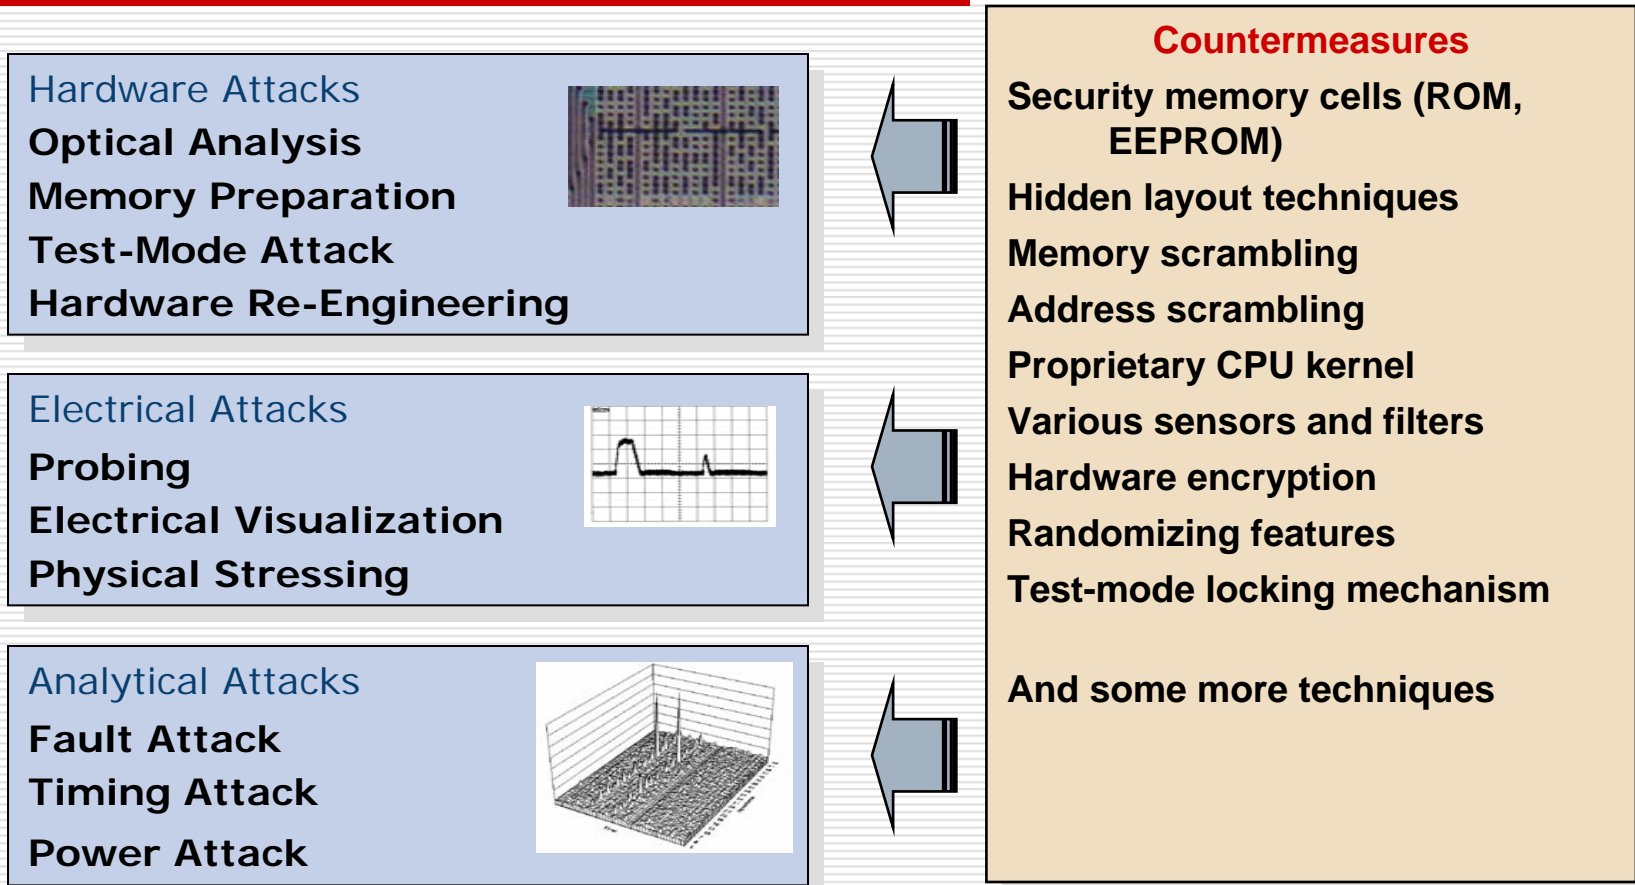 Hardware Attacks
Optical Analysis
Memory Preparation
Test-Mode Attack
Hardware Re-Engineering
Electrical Attacks
Probing
Electrical Visualization
Physical Stressing
Analytical Attacks
Fault Attack
Timing Attack
Power Attack
Countermeasures
Security memory cells (ROM,
EEPROM)
Hidden layout techniques
Memory scrambling
Address scrambling
Proprietary CPU kernel
Various sensors and filters
Hardware encryption
Randomizing features
Test-mode locking mechanism
And some more techniques